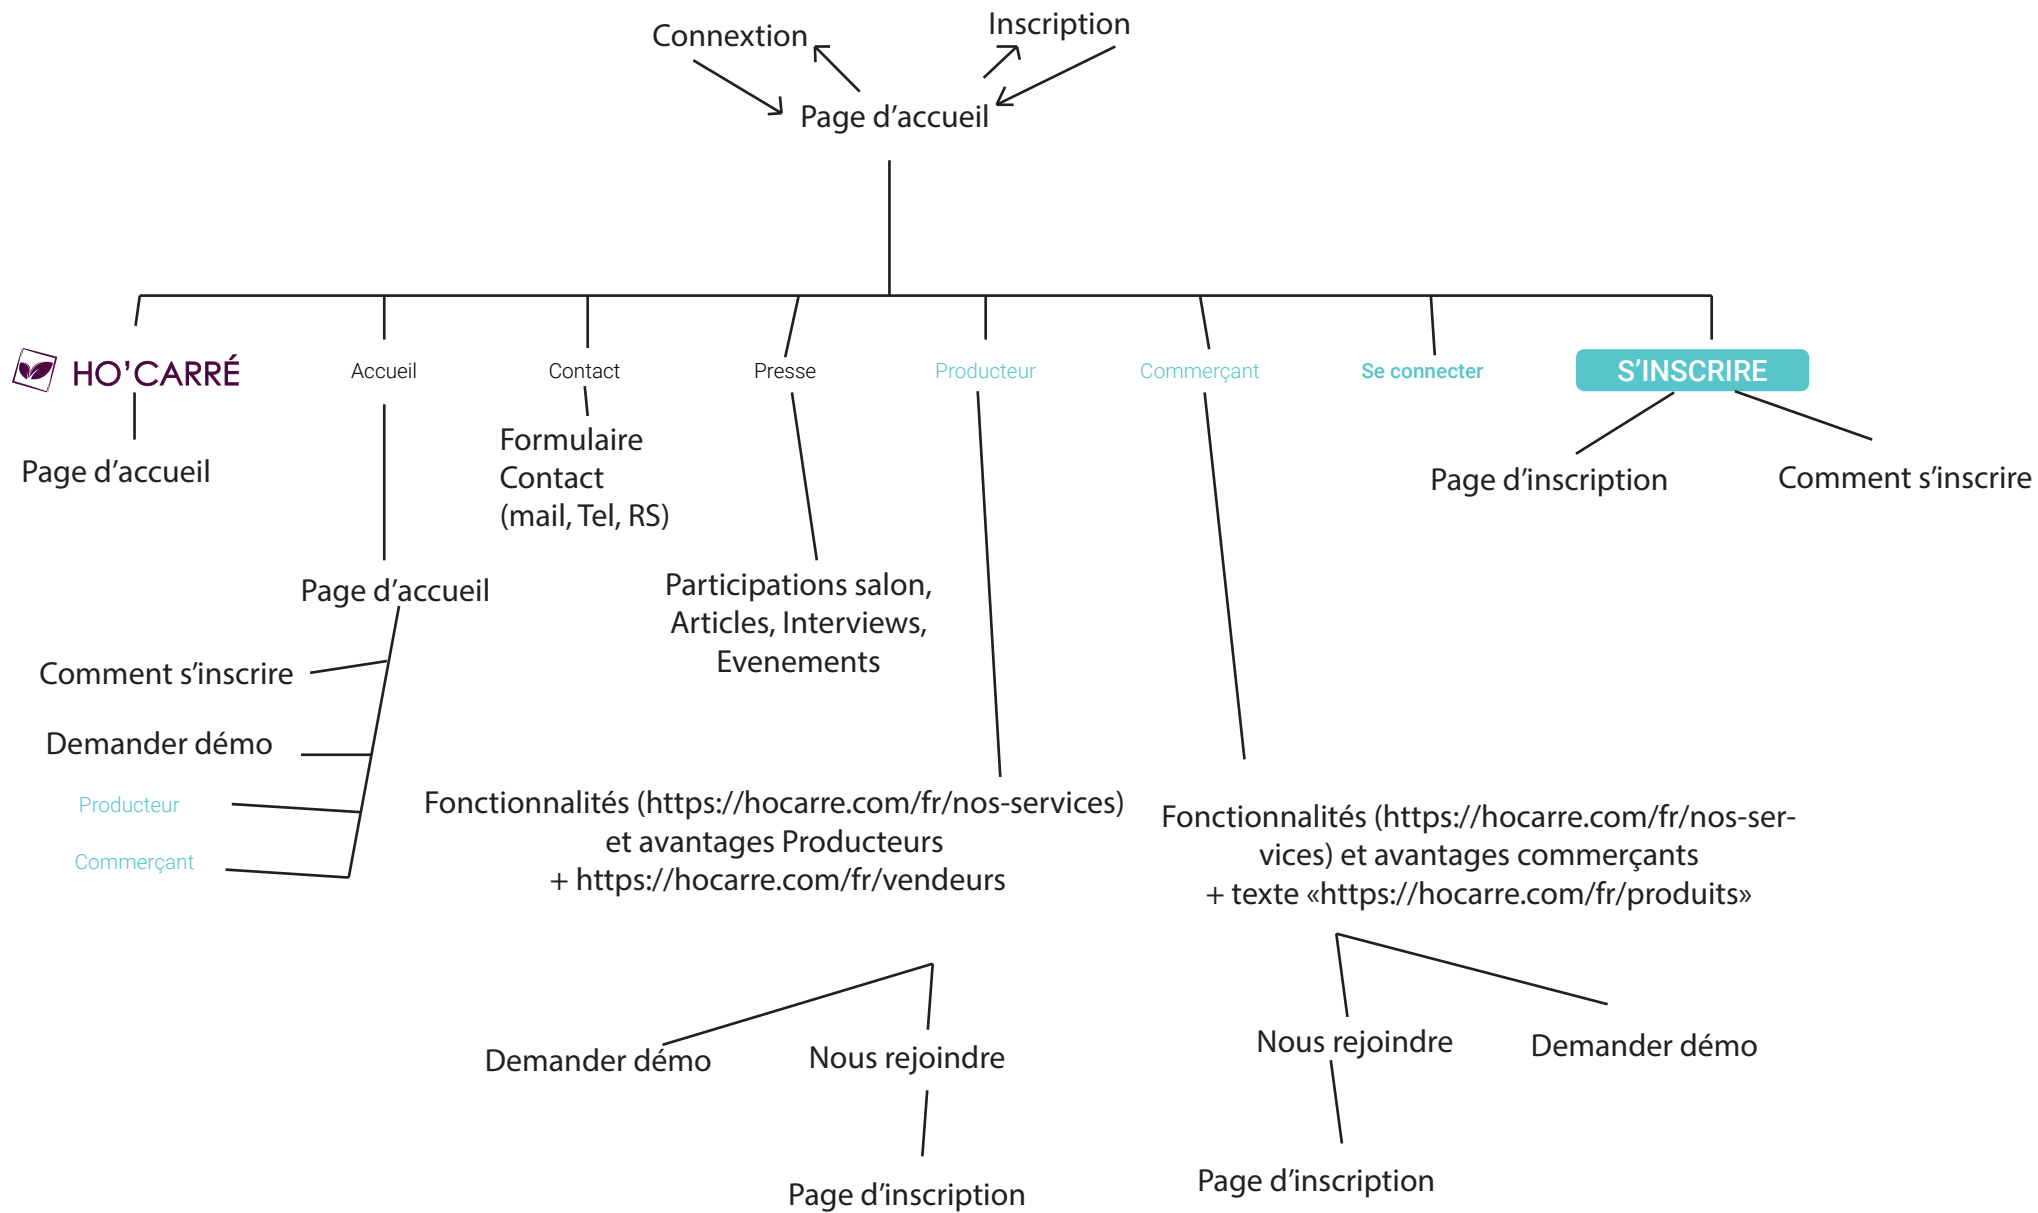 Connextion
Inscription
Page d’accueil
HO’CARRÉ
Accueil
Contact
Presse
Producteur
Commerçant
Se connecter
S’INSCRIRE
Page d’accueil
Formulaire
Contact
(mail, Tel, RS)
Page d’inscription
Comment s’inscrire
Page d’accueil
Participations salon,
Articles, Interviews,
Evenements
Comment s’inscrire
Demander démo
Producteur
Commerçant
Fonctionnalités (https://hocarre.com/fr/nos-services)
et avantages Producteurs
+ https://hocarre.com/fr/vendeurs
Fonctionnalités (https://hocarre.com/fr/nos-ser-
vices) et avantages commerçants
+ texte «https://hocarre.com/fr/produits»
Demander démo
Nous rejoindre
Nous rejoindre
Demander démo
Page d’inscription
Page d’inscription